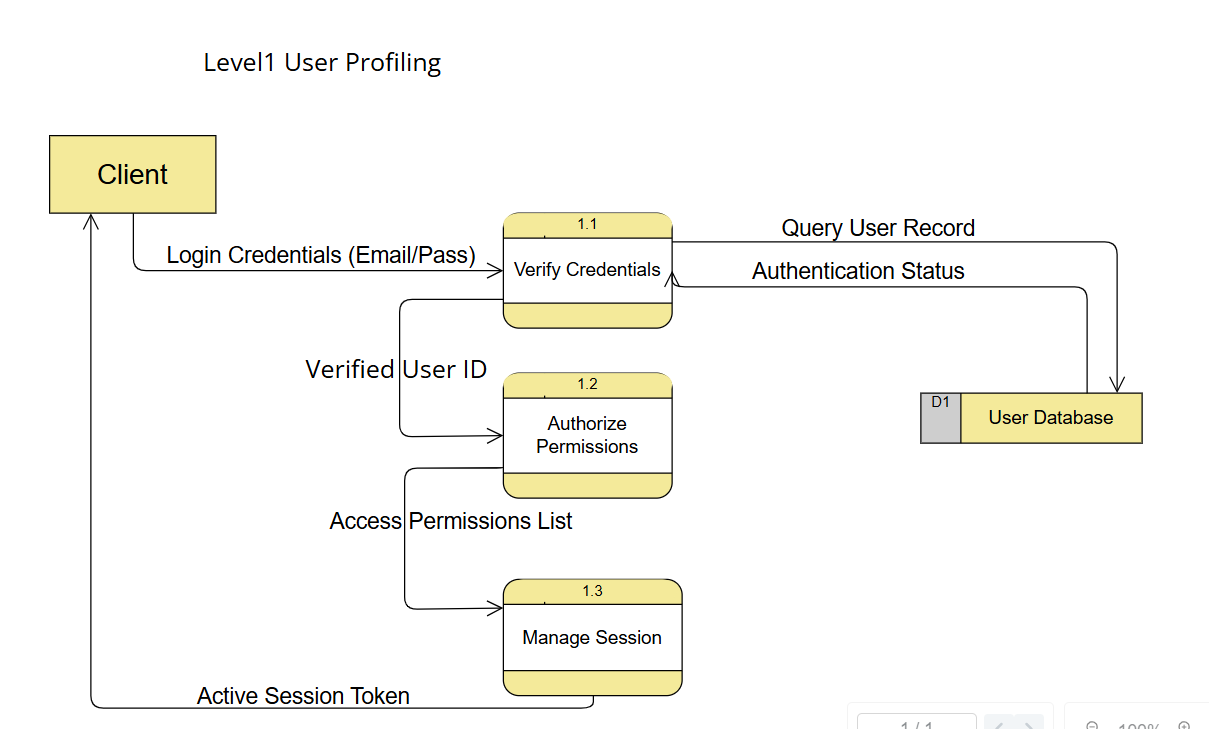 Level1 User Profiling
Client
1.1
Query User Record
Login Credentials (Email/Pass)
Verify Credentials
Authentication Status
Verified User ID
1.2
D1
User Database
Authorize
Permissions
Access Permissions List
1.3
Manage Session
Active Session Token
1 / 1
100%